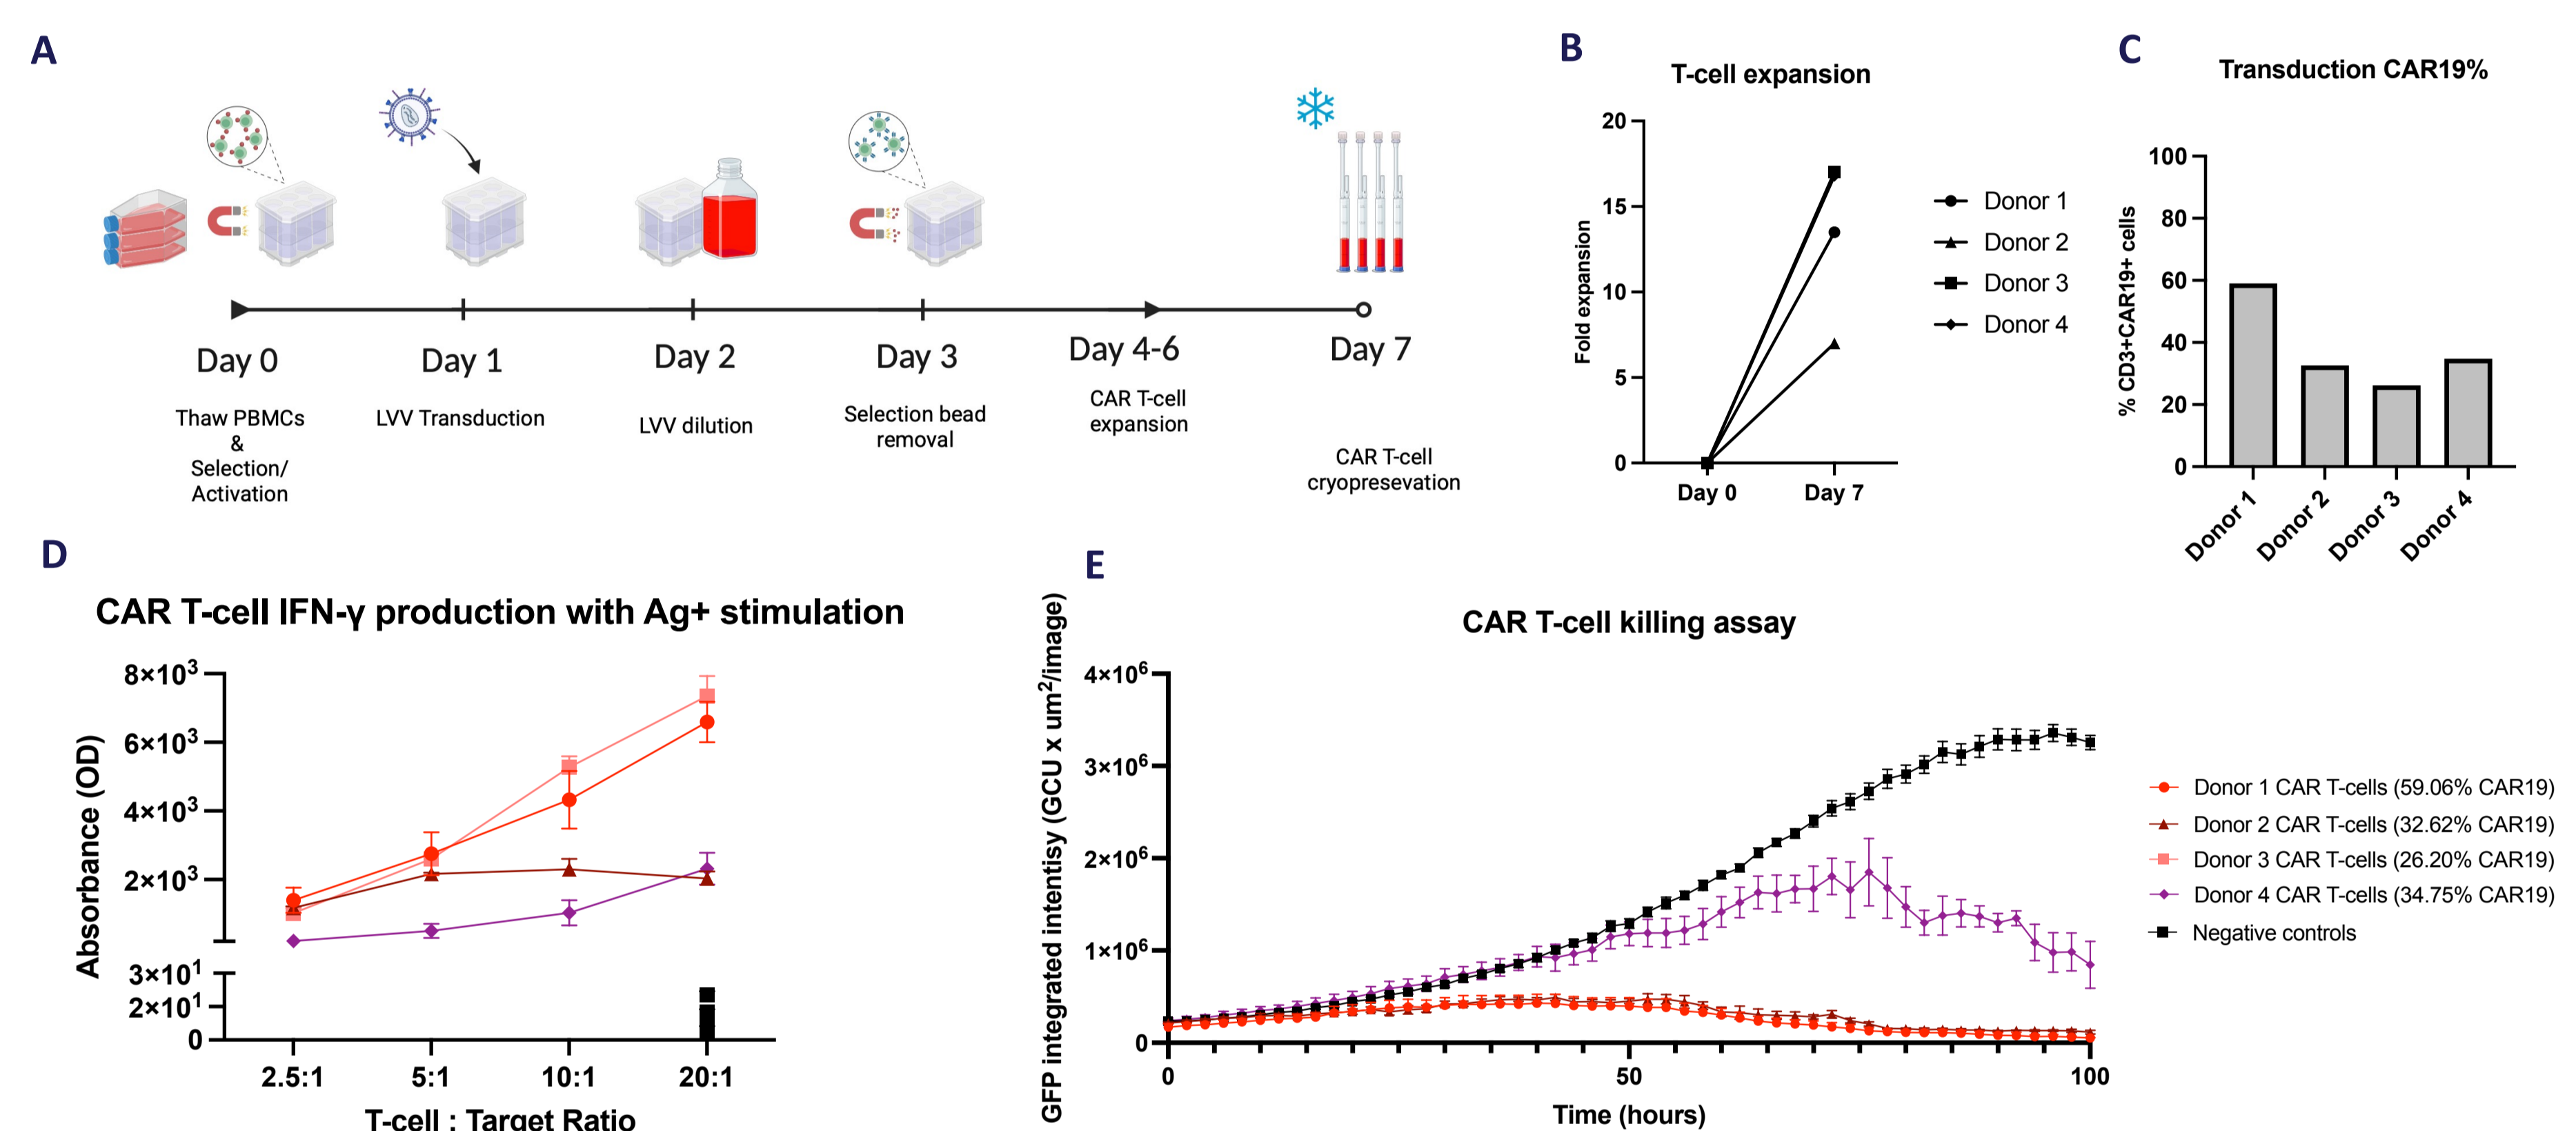 A
Day 0
Day 1
Day 2
Day 3
Day 4-6
Day 7
Thaw PBMCs
&
Selection/
Activation
LVV Transduction
LVV dilution
Selection bead
removal
CAR T-cell
expansion
CAR T-cell
cryopresevation
B
T-cell expansion
Fold expansion
20
15
10
5
0
Day 0
Day 7
Donor 1
Donor 2
Donor 3
Donor 4
C
Transduction CAR19%
% CD3+CAR19+ cells
100
80
60
40
20
0
Donor 1
Donor 2
Donor 3
Donor 4
D
CAR T-cell IFN-γ production with Ag+ stimulation
Absorbance (OD)
8×10³
6×10³
4×10³
2×10³
3×10¹
2×10¹
0
2.5:1
5:1
10:1
20:1
T-cell : Target Ratio
E
CAR T-cell killing assay
GFP integrated intentisy (GCU x um²/image)
4×10⁶
3×10⁶
2×10⁶
1×10⁶
0
0
50
100
Time (hours)
Donor 1 CAR T-cells (59.06% CAR19)
Donor 2 CAR T-cells (32.62% CAR19)
Donor 3 CAR T-cells (26.20% CAR19)
Donor 4 CAR T-cells (34.75% CAR19)
Negative controls